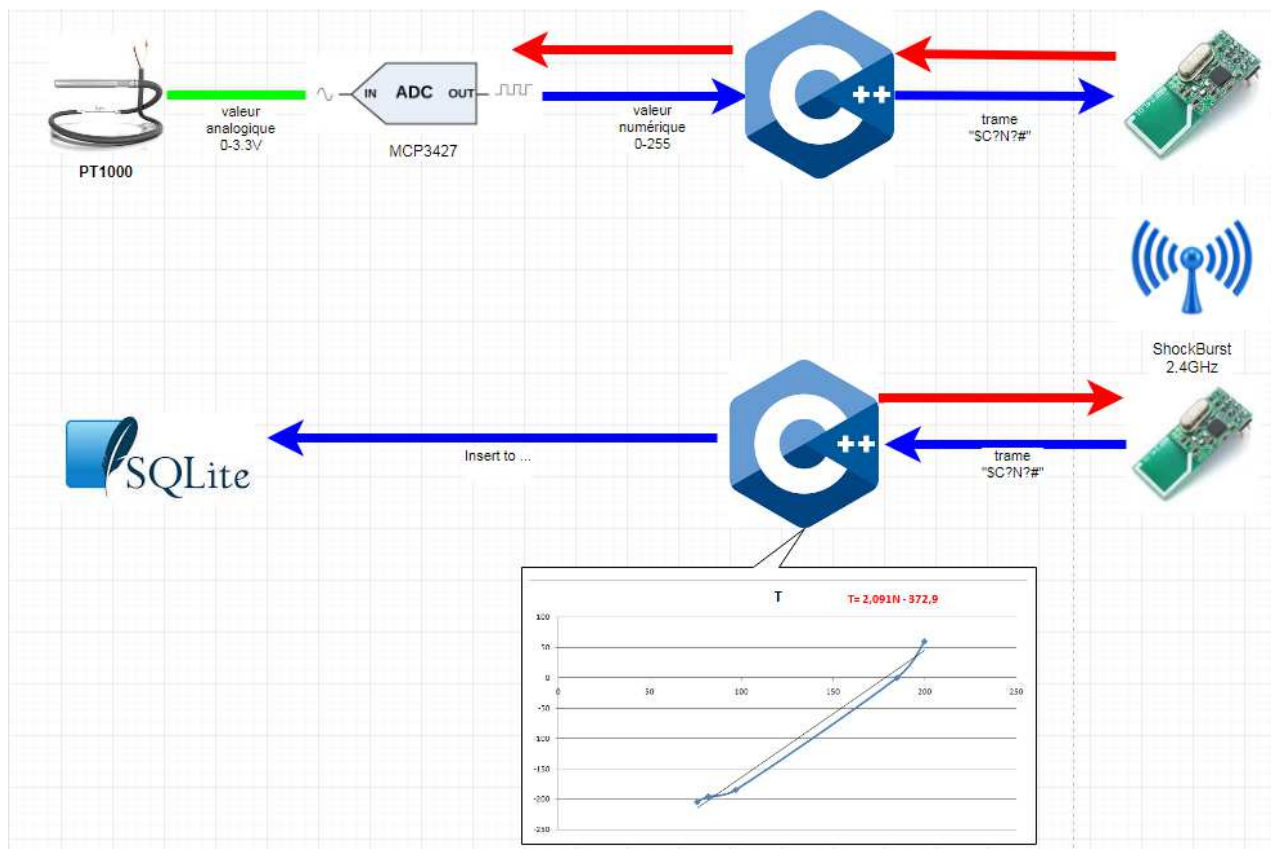 IN ADC OUT
valeur
analogique
0-3.3V
PT1000
MCP3427
valeur
numérique
0-255
C++
trame
"$C?N?#"
ShockBurst
2.4GHz
SQLite
Insert to ...
C++
trame
"$C?N?#"
T
T= 2,091N - 372,9
100
50
0
0
50
100
150
200
250
-50
-100
-150
-200
-250